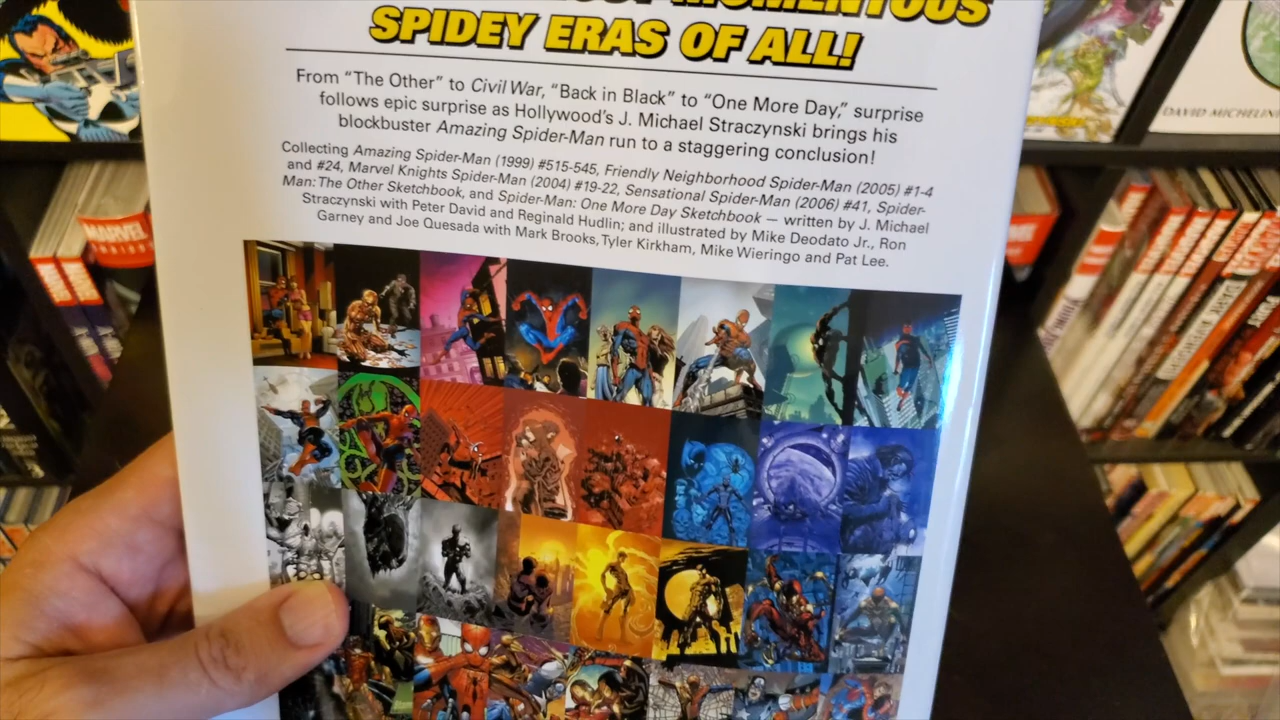 MOMENTOUS
SPIDEY ERAS OF ALL!
From “The Other” to Civil War, “Back in Black” to “One More Day,” surprise
follows epic surprise as Hollywood’s J. Michael Straczynski brings his
blockbuster Amazing Spider-Man run to a staggering conclusion!
Collecting Amazing Spider-Man (1999) #515-545, Friendly Neighborhood Spider-Man (2005) #1-4
and #24, Marvel Knights Spider-Man (2004) #19-22, Sensational Spider-Man (2006) #41, Spider-
Man: The Other Sketchbook, and Spider-Man: One More Day Sketchbook — written by J. Michael
Straczynski with Peter David and Reginald Hudlin; and illustrated by Mike Deodato Jr., Ron
Garney and Joe Quesada with Mark Brooks, Tyler Kirkham, Mike Wieringo and Pat Lee.
DAVID MICHELIN
MARVEL